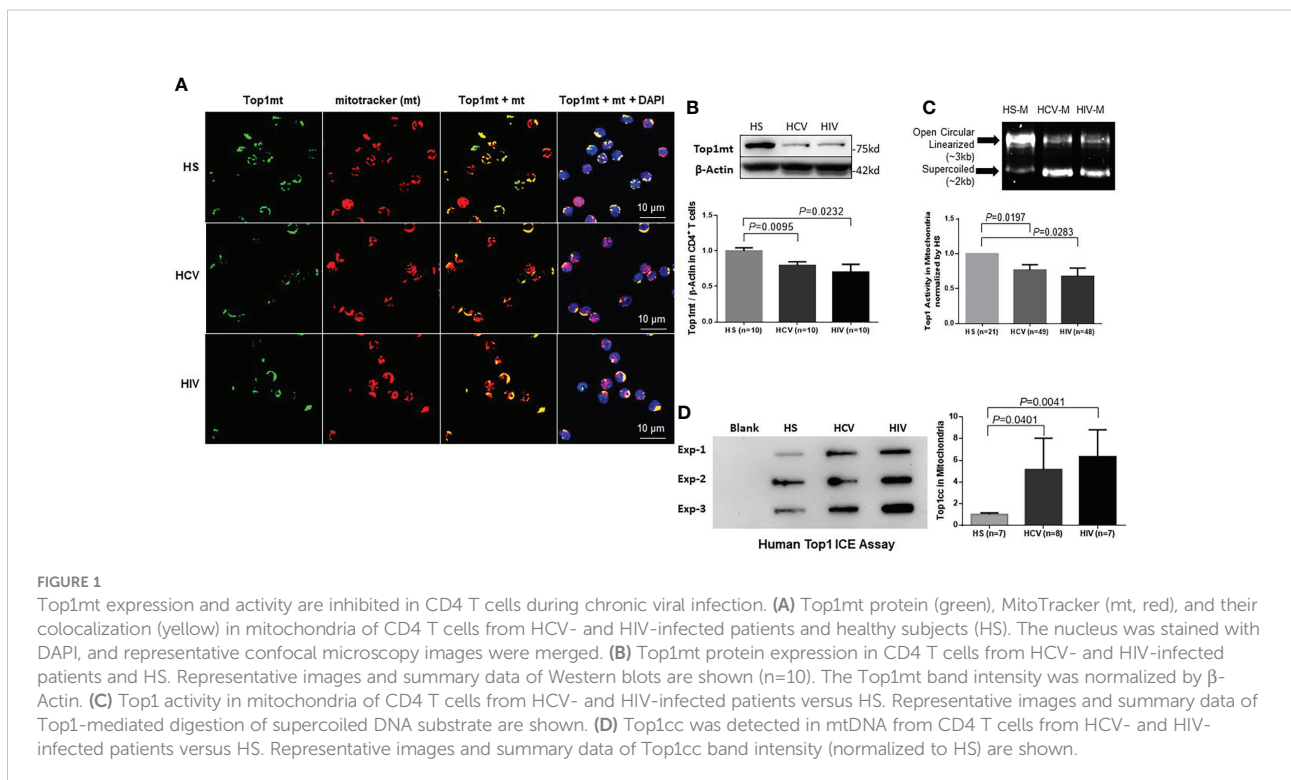 A
Top1mt
mitotracker (mt)
Top1mt + mt
Top1mt + mt + DAPI
HS
10 µm
HCV
10 µm
HIV
10 µm
B
HS
HCV
HIV
Top1mt
-75kd
β-Actin
-42kd
Top1mt / β-Actin in CD4⁺ T cells
1.5
1.0
0.5
0.0
P=0.0232
P=0.0095
HS (n=10)
HCV (n=10)
HIV (n=10)
C
HS-M
HCV-M
HIV-M
Open Circular
Linearized
(~3kb)
Supercoiled
(~2kb)
Top1 Activity in Mitochondria
normalized by HS
1.5
1.0
0.5
0.0
P=0.0197
P=0.0283
HS (n=21)
HCV (n=49)
HIV (n=48)
D
Blank
HS
HCV
HIV
Exp-1
Exp-2
Exp-3
Human Top1 ICE Assay
Top1cc in Mitochondria
10
8
6
4
2
0
P=0.0041
P=0.0401
HS (n=7)
HCV (n=8)
HIV (n=7)
FIGURE 1
Top1mt expression and activity are inhibited in CD4 T cells during chronic viral infection. (A) Top1mt protein (green), MitoTracker (mt, red), and their
colocalization (yellow) in mitochondria of CD4 T cells from HCV- and HIV-infected patients and healthy subjects (HS). The nucleus was stained with
DAPI, and representative confocal microscopy images were merged. (B) Top1mt protein expression in CD4 T cells from HCV- and HIV-infected
patients and HS. Representative images and summary data of Western blots are shown (n=10). The Top1mt band intensity was normalized by β-
Actin. (C) Top1 activity in mitochondria of CD4 T cells from HCV- and HIV-infected patients versus HS. Representative images and summary data of
Top1-mediated digestion of supercoiled DNA substrate are shown. (D) Top1cc was detected in mtDNA from CD4 T cells from HCV- and HIV-
infected patients versus HS. Representative images and summary data of Top1cc band intensity (normalized to HS) are shown.